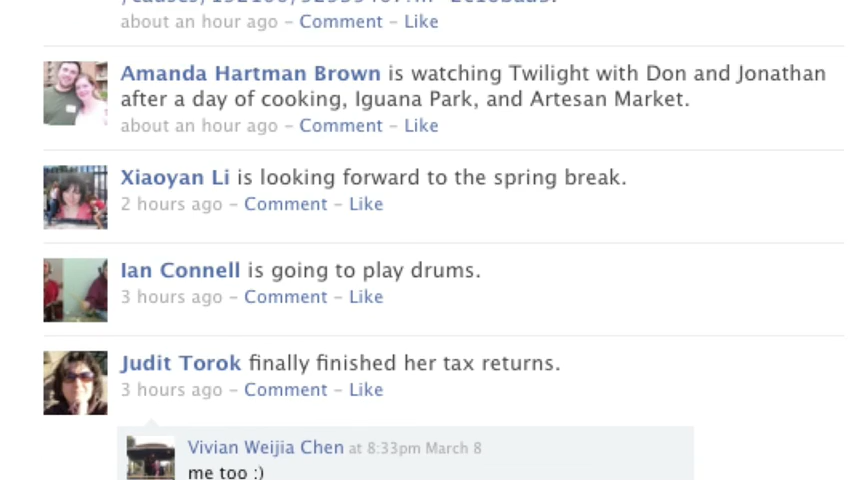 about an hour ago – Comment – Like
Amanda Hartman Brown is watching Twilight with Don and Jonathan
after a day of cooking, Iguana Park, and Artesan Market.
about an hour ago – Comment – Like
Xiaoyan Li is looking forward to the spring break.
2 hours ago – Comment – Like
Ian Connell is going to play drums.
3 hours ago – Comment – Like
Judit Torok finally finished her tax returns.
3 hours ago – Comment – Like
Vivian Weijia Chen at 8:33pm March 8
me too :)